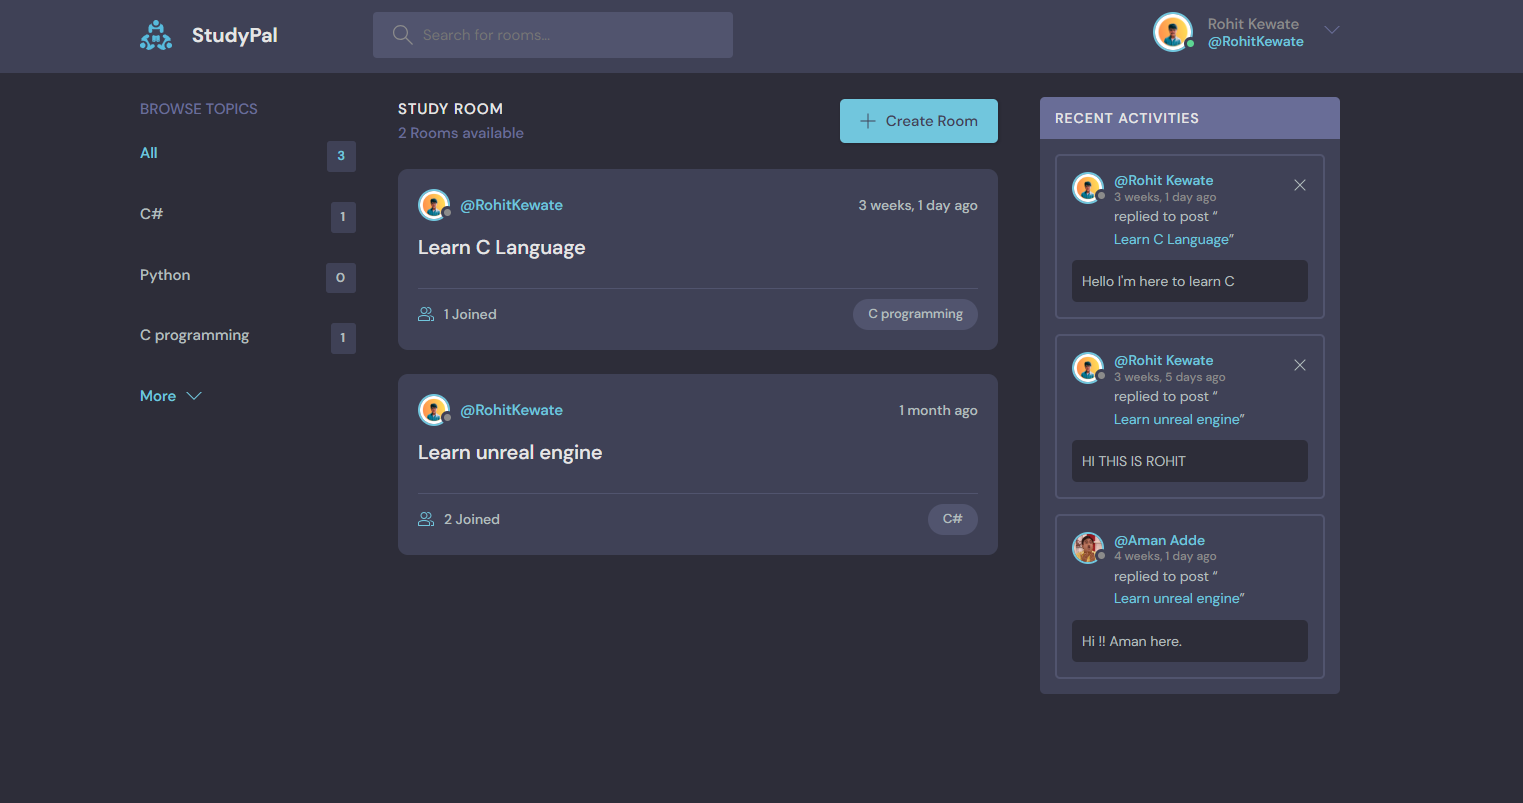 StudyPal
Search for rooms...
Rohit Kewate
@RohitKewate
BROWSE TOPICS
All 3
C# 1
Python 0
C programming 1
More
STUDY ROOM
2 Rooms available
Create Room
@RohitKewate 3 weeks, 1 day ago
Learn C Language
1 Joined C programming
@RohitKewate 1 month ago
Learn unreal engine
2 Joined C#
RECENT ACTIVITIES
@Rohit Kewate
3 weeks, 1 day ago
replied to post “
Learn C Language”
Hello I'm here to learn C
@Rohit Kewate
3 weeks, 5 days ago
replied to post “
Learn unreal engine”
HI THIS IS ROHIT
@Aman Adde
4 weeks, 1 day ago
replied to post “
Learn unreal engine”
Hi !! Aman here.